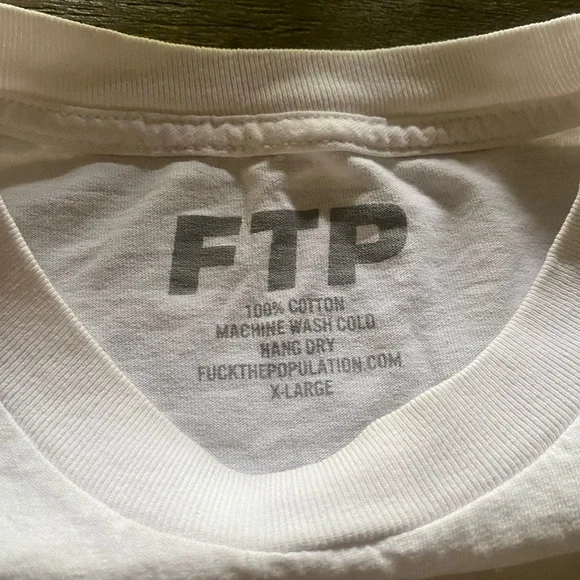 FTP
100% COTTON
MACHINE WASH COLD
HANG DRY
FUCKTHEPOPULATION.COM
X-LARGE